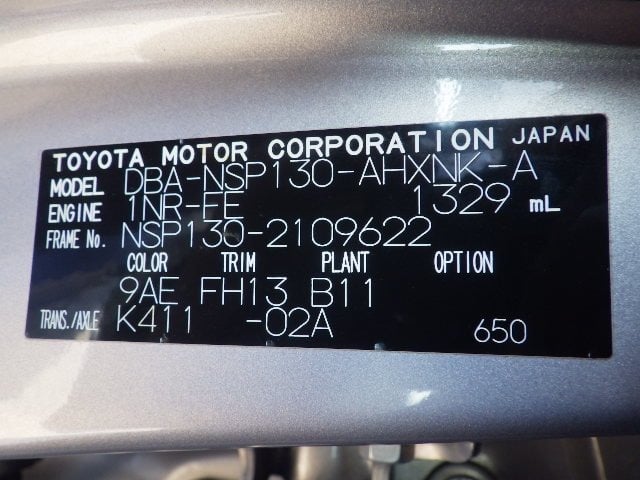 TOYOTA MOTOR CORPORATION JAPAN
MODEL DBA-NSP130-AHXNK-A
ENGINE 1NR-FE 1329 mL
FRAME No. NSP130-2109622
COLOR TRIM PLANT OPTION
9AE FH13 B11
TRANS./AXLE K411 -02A 650